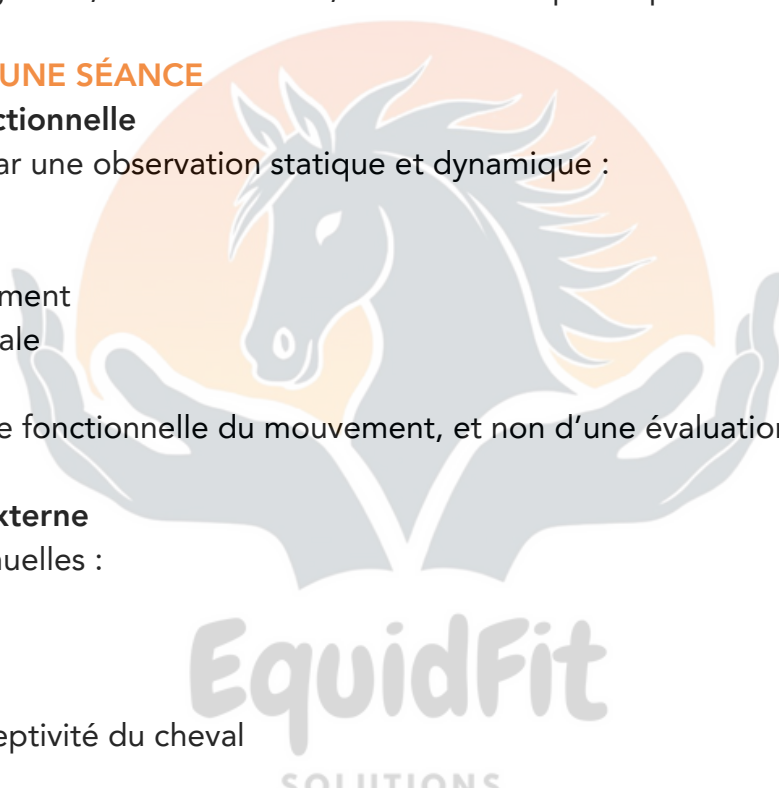 UNE SÉANCE
ctionnelle
ar une observation statique et dynamique :
ment
ale
e fonctionnelle du mouvement, et non d’une évaluation
xterne
uelles :
eptivité du cheval
EquidFit
SOLUTIONS